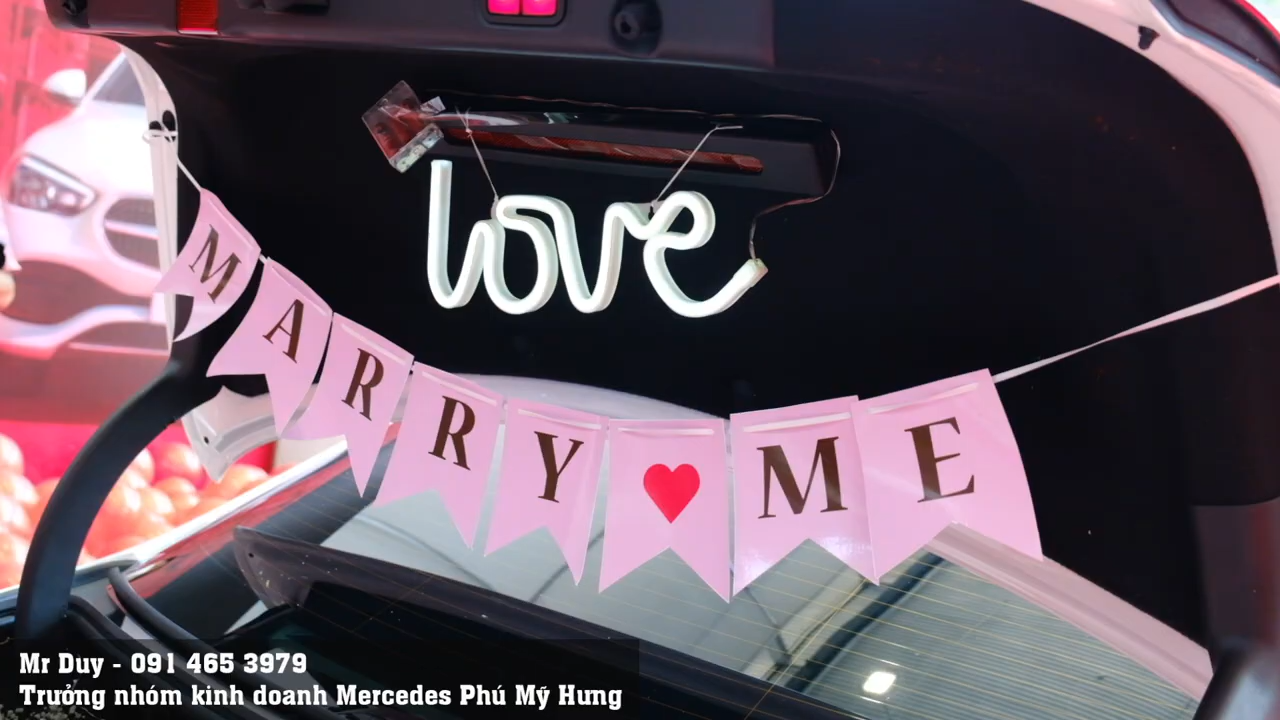 love
MARRY ♥ ME
Mr Duy - 091 465 3979
Trưởng nhóm kinh doanh Mercedes Phú Mỹ Hưng